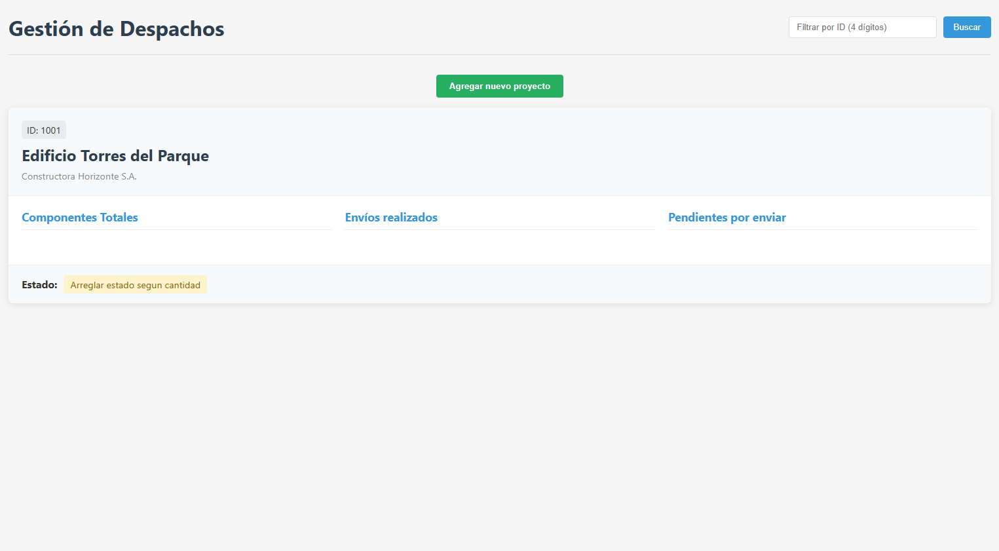 Gestión de Despachos
Filtrar por ID (4 dígitos)
Buscar
Agregar nuevo proyecto
ID: 1001
Edificio Torres del Parque
Constructora Horizonte S.A.
Componentes Totales
Envíos realizados
Pendientes por enviar
Estado: Arreglar estado segun cantidad